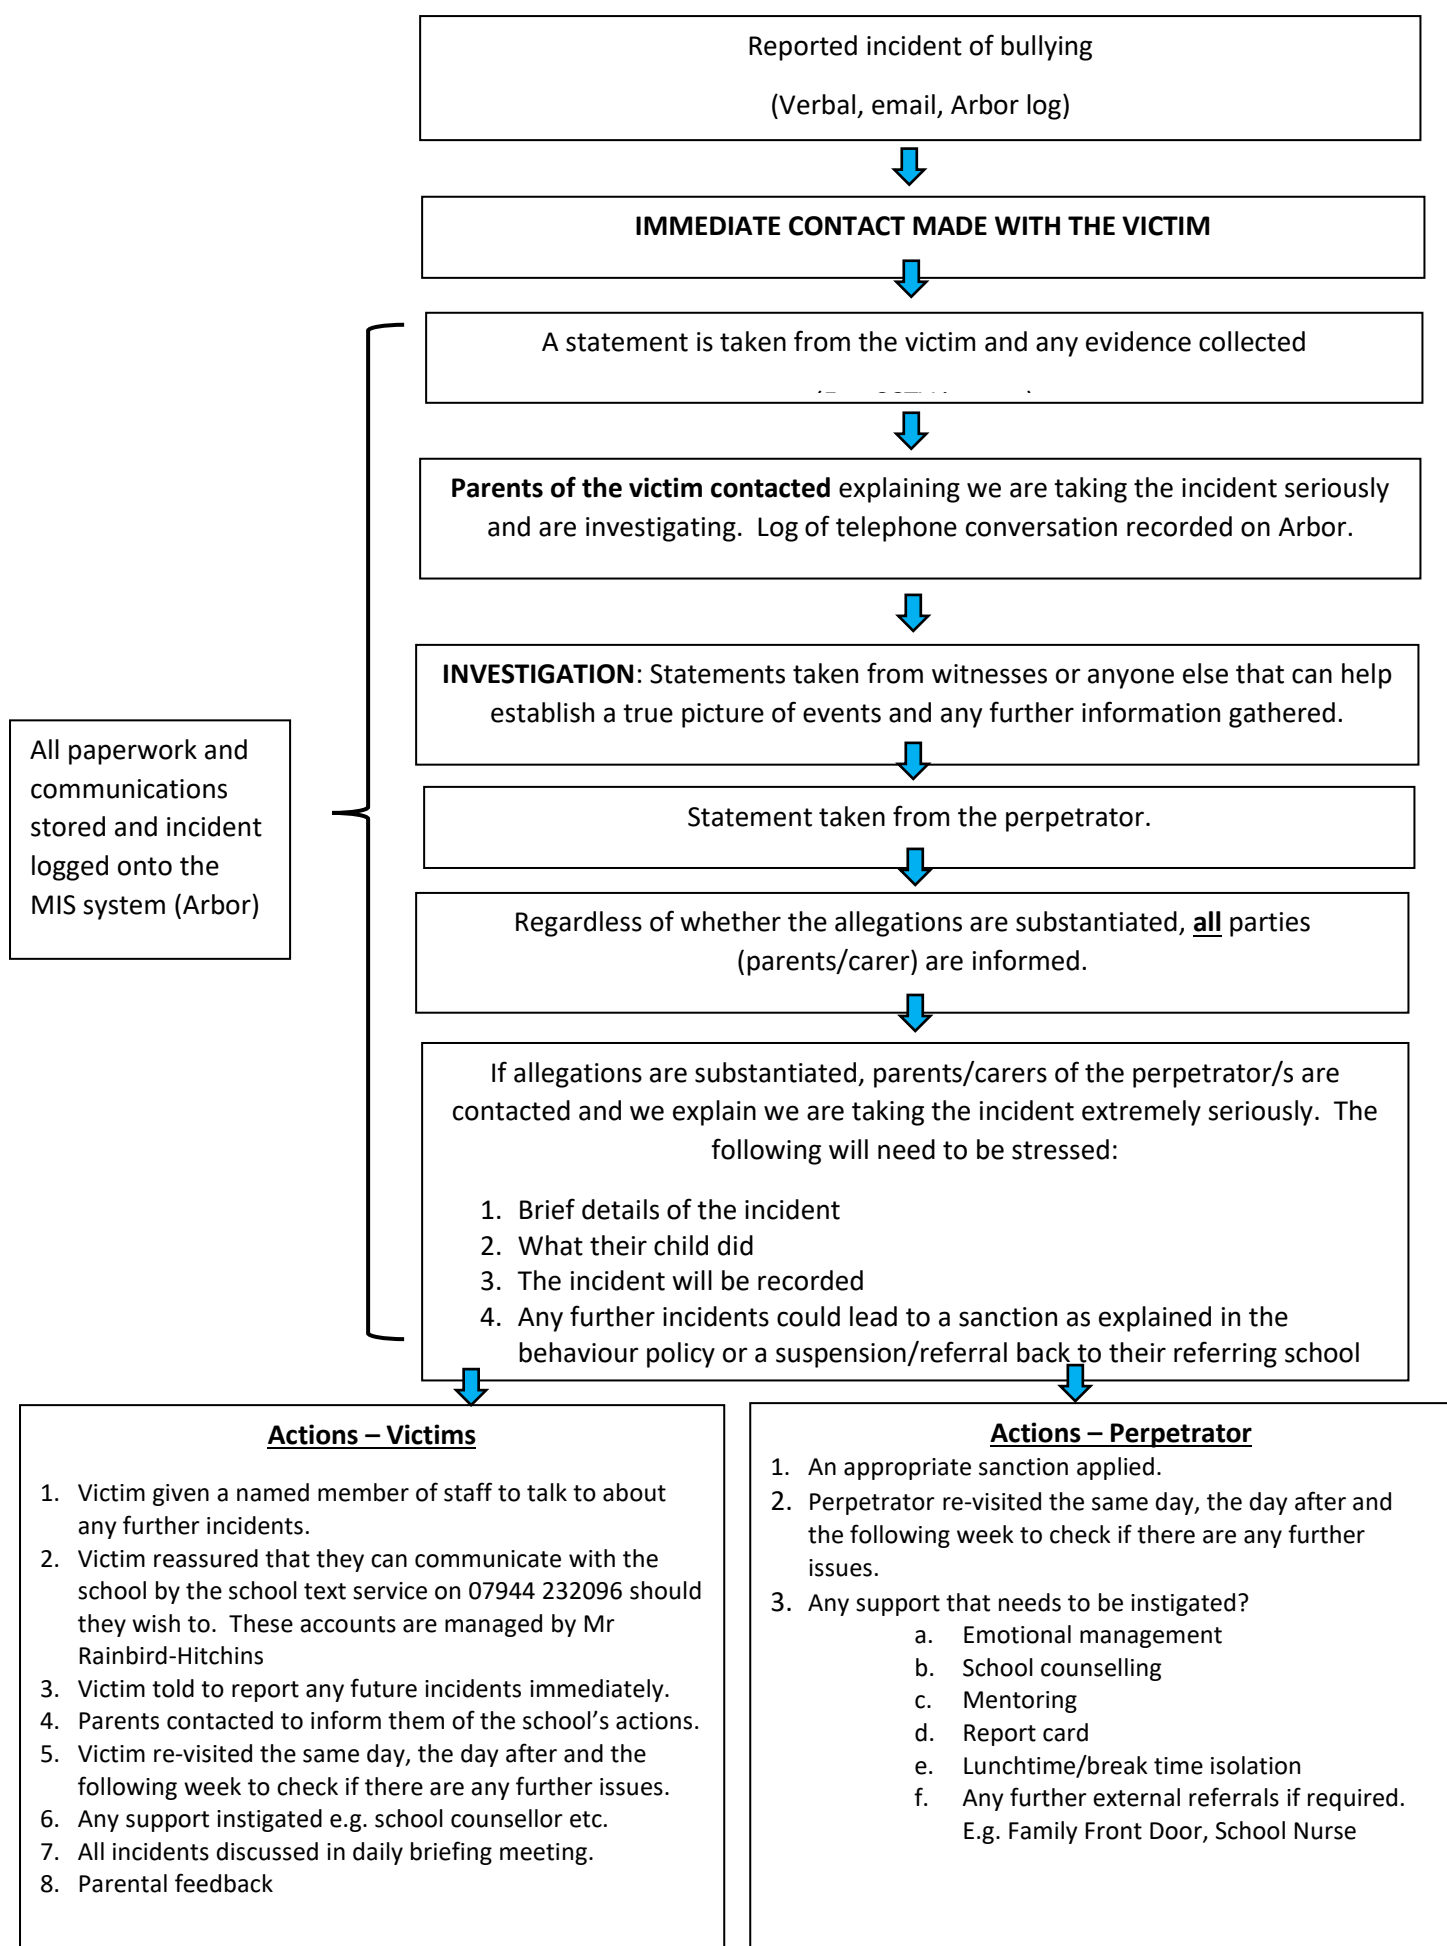 Reported incident of bullying
(Verbal, email, Arbor log)
IMMEDIATE CONTACT MADE WITH THE VICTIM
A statement is taken from the victim and any evidence collected
Parents of the victim contacted explaining we are taking the incident seriously
and are investigating.  Log of telephone conversation recorded on Arbor.
INVESTIGATION: Statements taken from witnesses or anyone else that can help
establish a true picture of events and any further information gathered.
All paperwork and
communications
stored and incident
logged onto the
MIS system (Arbor)
Statement taken from the perpetrator.
Regardless of whether the allegations are substantiated, all parties
(parents/carer) are informed.
If allegations are substantiated, parents/carers of the perpetrator/s are
contacted and we explain we are taking the incident extremely seriously.  The
following will need to be stressed:
1. Brief details of the incident
2. What their child did
3. The incident will be recorded
4. Any further incidents could lead to a sanction as explained in the
behaviour policy or a suspension/referral back to their referring school
Actions – Victims
1. Victim given a named member of staff to talk to about
any further incidents.
2. Victim reassured that they can communicate with the
school by the school text service on 07944 232096 should
they wish to.  These accounts are managed by Mr
Rainbird-Hitchins
3. Victim told to report any future incidents immediately.
4. Parents contacted to inform them of the school's actions.
5. Victim re-visited the same day, the day after and the
following week to check if there are any further issues.
6. Any support instigated e.g. school counsellor etc.
7. All incidents discussed in daily briefing meeting.
8. Parental feedback
Actions – Perpetrator
1. An appropriate sanction applied.
2. Perpetrator re-visited the same day, the day after and
the following week to check if there are any further
issues.
3. Any support that needs to be instigated?
a. Emotional management
b. School counselling
c. Mentoring
d. Report card
e. Lunchtime/break time isolation
f. Any further external referrals if required.
E.g. Family Front Door, School Nurse